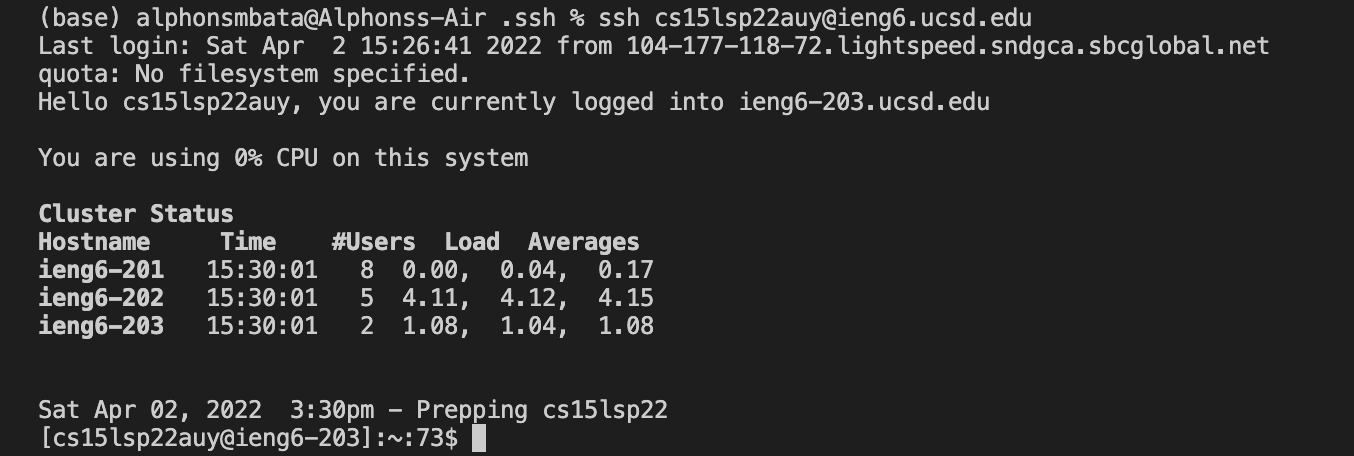 (base) alphonsmbata@Alphonss-Air .ssh % ssh cs15lsp22auy@ieng6.ucsd.edu
Last login: Sat Apr  2 15:26:41 2022 from 104-177-118-72.lightspeed.sndgca.sbcglobal.net
quota: No filesystem specified.
Hello cs15lsp22auy, you are currently logged into ieng6-203.ucsd.edu
You are using 0% CPU on this system
Cluster Status
Hostname     Time    #Users  Load  Averages
ieng6-201   15:30:01   8  0.00,  0.04,  0.17
ieng6-202   15:30:01   5  4.11,  4.12,  4.15
ieng6-203   15:30:01   2  1.08,  1.04,  1.08
Sat Apr 02, 2022  3:30pm - Prepping cs15lsp22
[cs15lsp22auy@ieng6-203]:~:73$